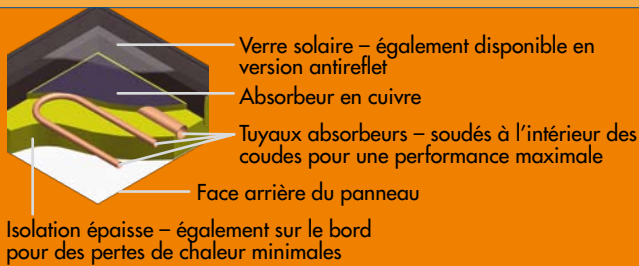 Verre solaire – également disponible en
version antireflet
Absorbeur en cuivre
Tuyaux absorbeurs – soudés à l'intérieur des
coudes pour une performance maximale
Face arrière du panneau
Isolation épaisse – également sur le bord
pour des pertes de chaleur minimales